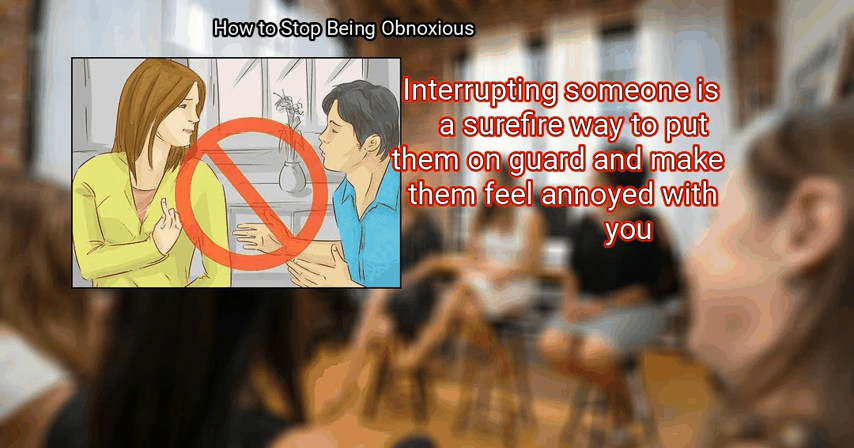 How to Stop Being Obnoxious
Interrupting someone is
a surefire way to put
them on guard and make
them feel annoyed with
you